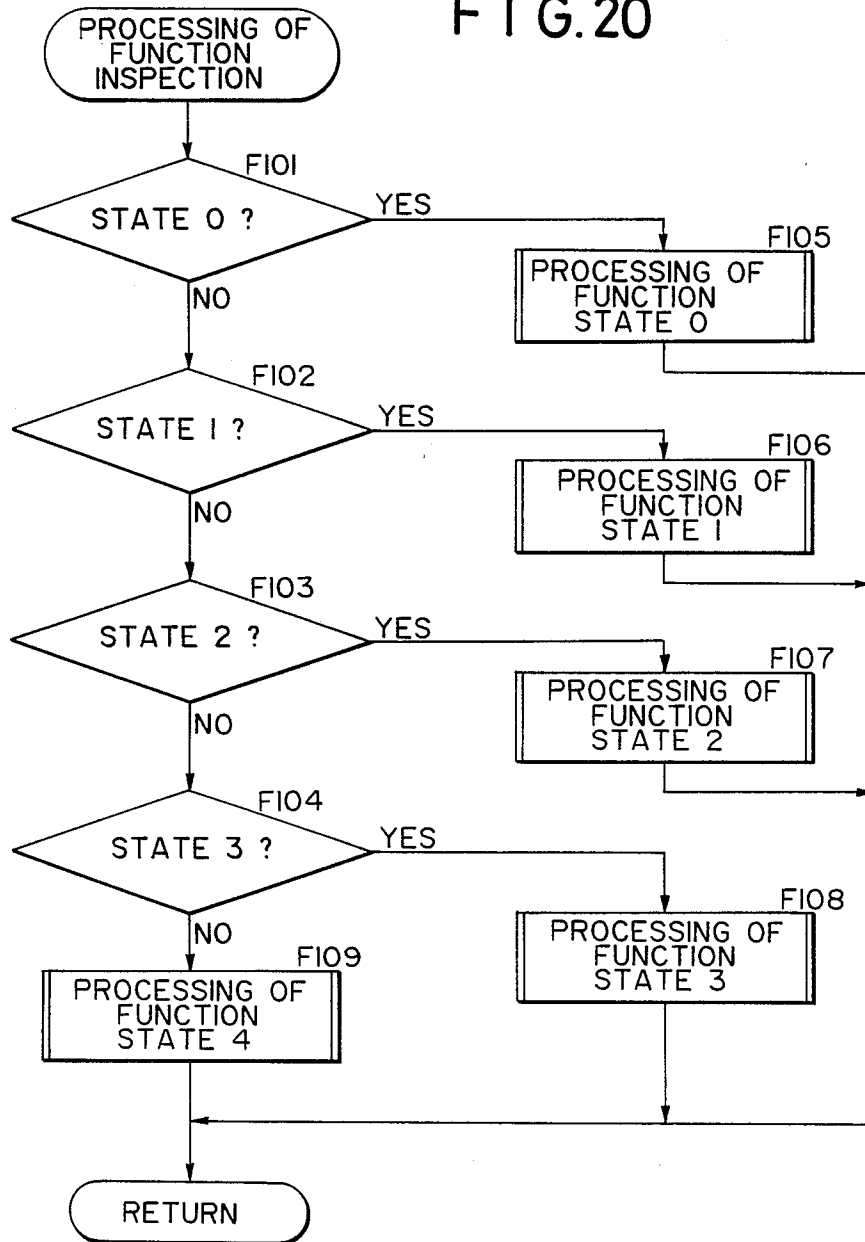 FIG.20
PROCESSING OF
FUNCTION
INSPECTION
F101
STATE 0 ?
YES
NO
F105
PROCESSING OF
FUNCTION
STATE 0
F102
STATE 1 ?
YES
NO
F106
PROCESSING OF
FUNCTION
STATE 1
F103
STATE 2 ?
YES
NO
F107
PROCESSING OF
FUNCTION
STATE 2
F104
STATE 3 ?
YES
NO
F108
PROCESSING OF
FUNCTION
STATE 3
F109
PROCESSING OF
FUNCTION
STATE 4
RETURN